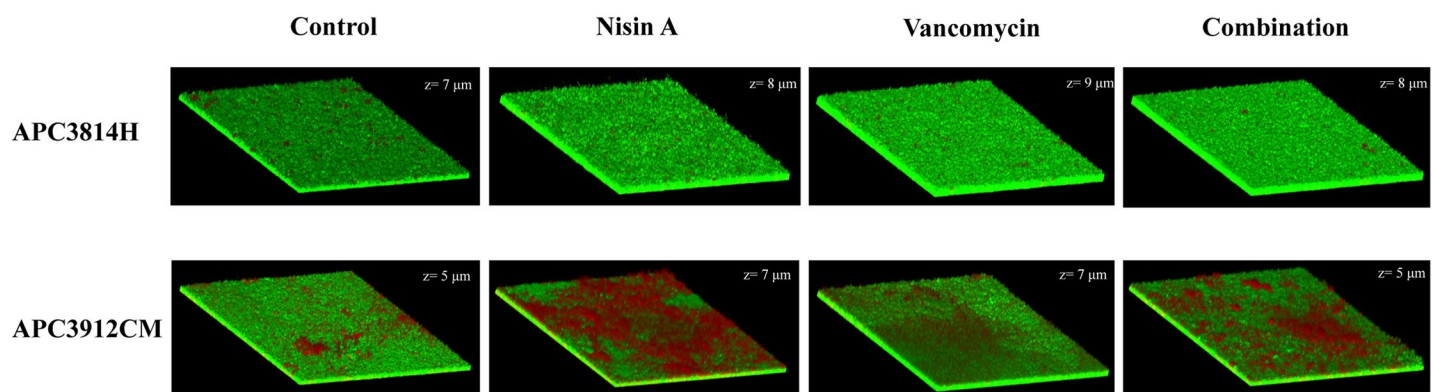 Control Nisin A Vancomycin Combination
APC3814H z= 7 μm z= 8 μm z= 9 μm z= 8 μm
APC3912CM z= 5 μm z= 7 μm z= 7 μm z= 5 μm